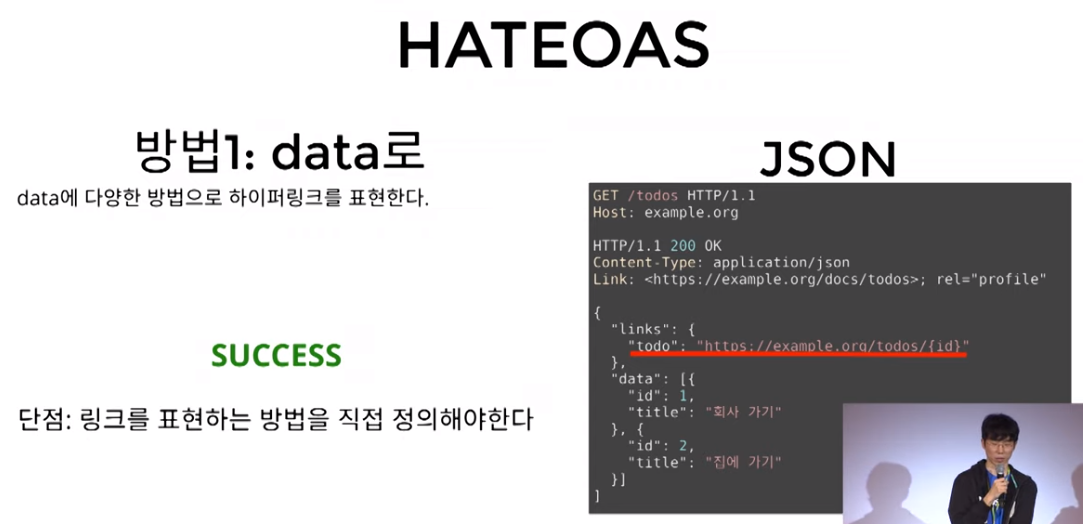 HATEOAS
방법1: data로
data에 다양한 방법으로 하이퍼링크를 표현한다.
SUCCESS
단점: 링크를 표현하는 방법을 직접 정의해야한다
JSON
GET /todos HTTP/1.1
Host: example.org
HTTP/1.1 200 OK
Content-Type: application/json
Link: <https://example.org/docs/todos>; rel="profile"
{
"links": {
"todo": "https://example.org/todos/{id}"
},
"data": [{
"id": 1,
"title": "회사 가기"
}, {
"id": 2,
"title": "집에 가기"
}]
]